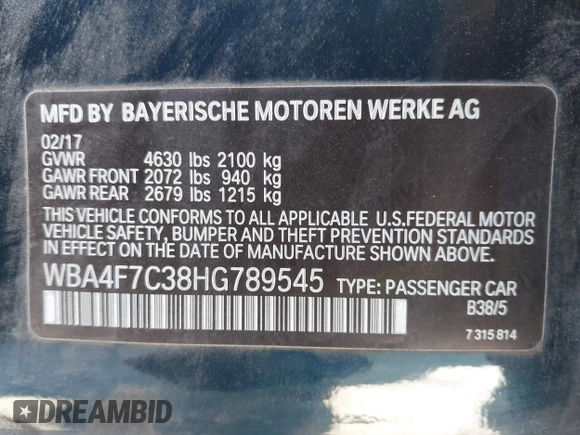 MFD BY BAYERISCHE MOTOREN WERKE AG
02/17
GVWR 4630 lbs 2100 kg
GAWR FRONT 2072 lbs 940 kg
GAWR REAR 2679 lbs 1215 kg
THIS VEHICLE CONFORMS TO ALL APPLICABLE U.S.FEDERAL MOTOR
VEHICLE SAFETY, BUMPER AND THEFT PREVENTION STANDARDS
IN EFFECT ON THE DATE OF MANUFACTURE SHOWN ABOVE.
WBA4F7C38HG789545 TYPE: PASSENGER CAR
B38/5
7 315 814
DREAMBID